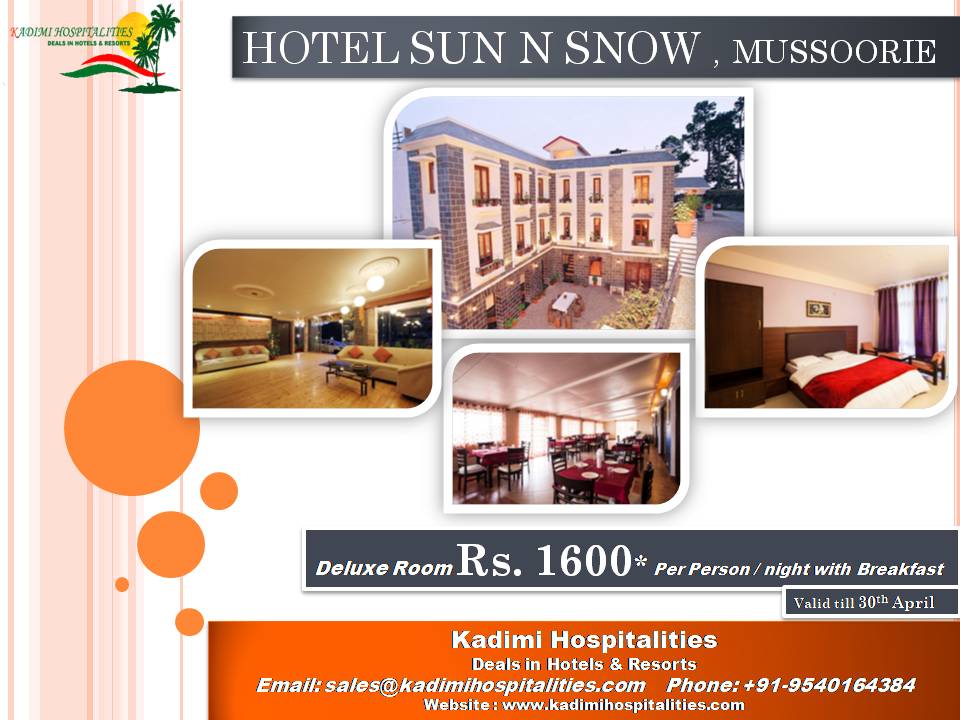 KADIMI HOSPITALITIES
DEALS IN HOTELS & RESORTS
HOTEL SUN N SNOW , MUSSOORIE
Deluxe Room Rs. 1600* Per Person / night with Breakfast
Valid till 30th April
Kadimi Hospitalities
Deals in Hotels & Resorts
Email: sales@kadimihospitalities.com Phone: +91-9540164384
Website : www.kadimihospitalities.com